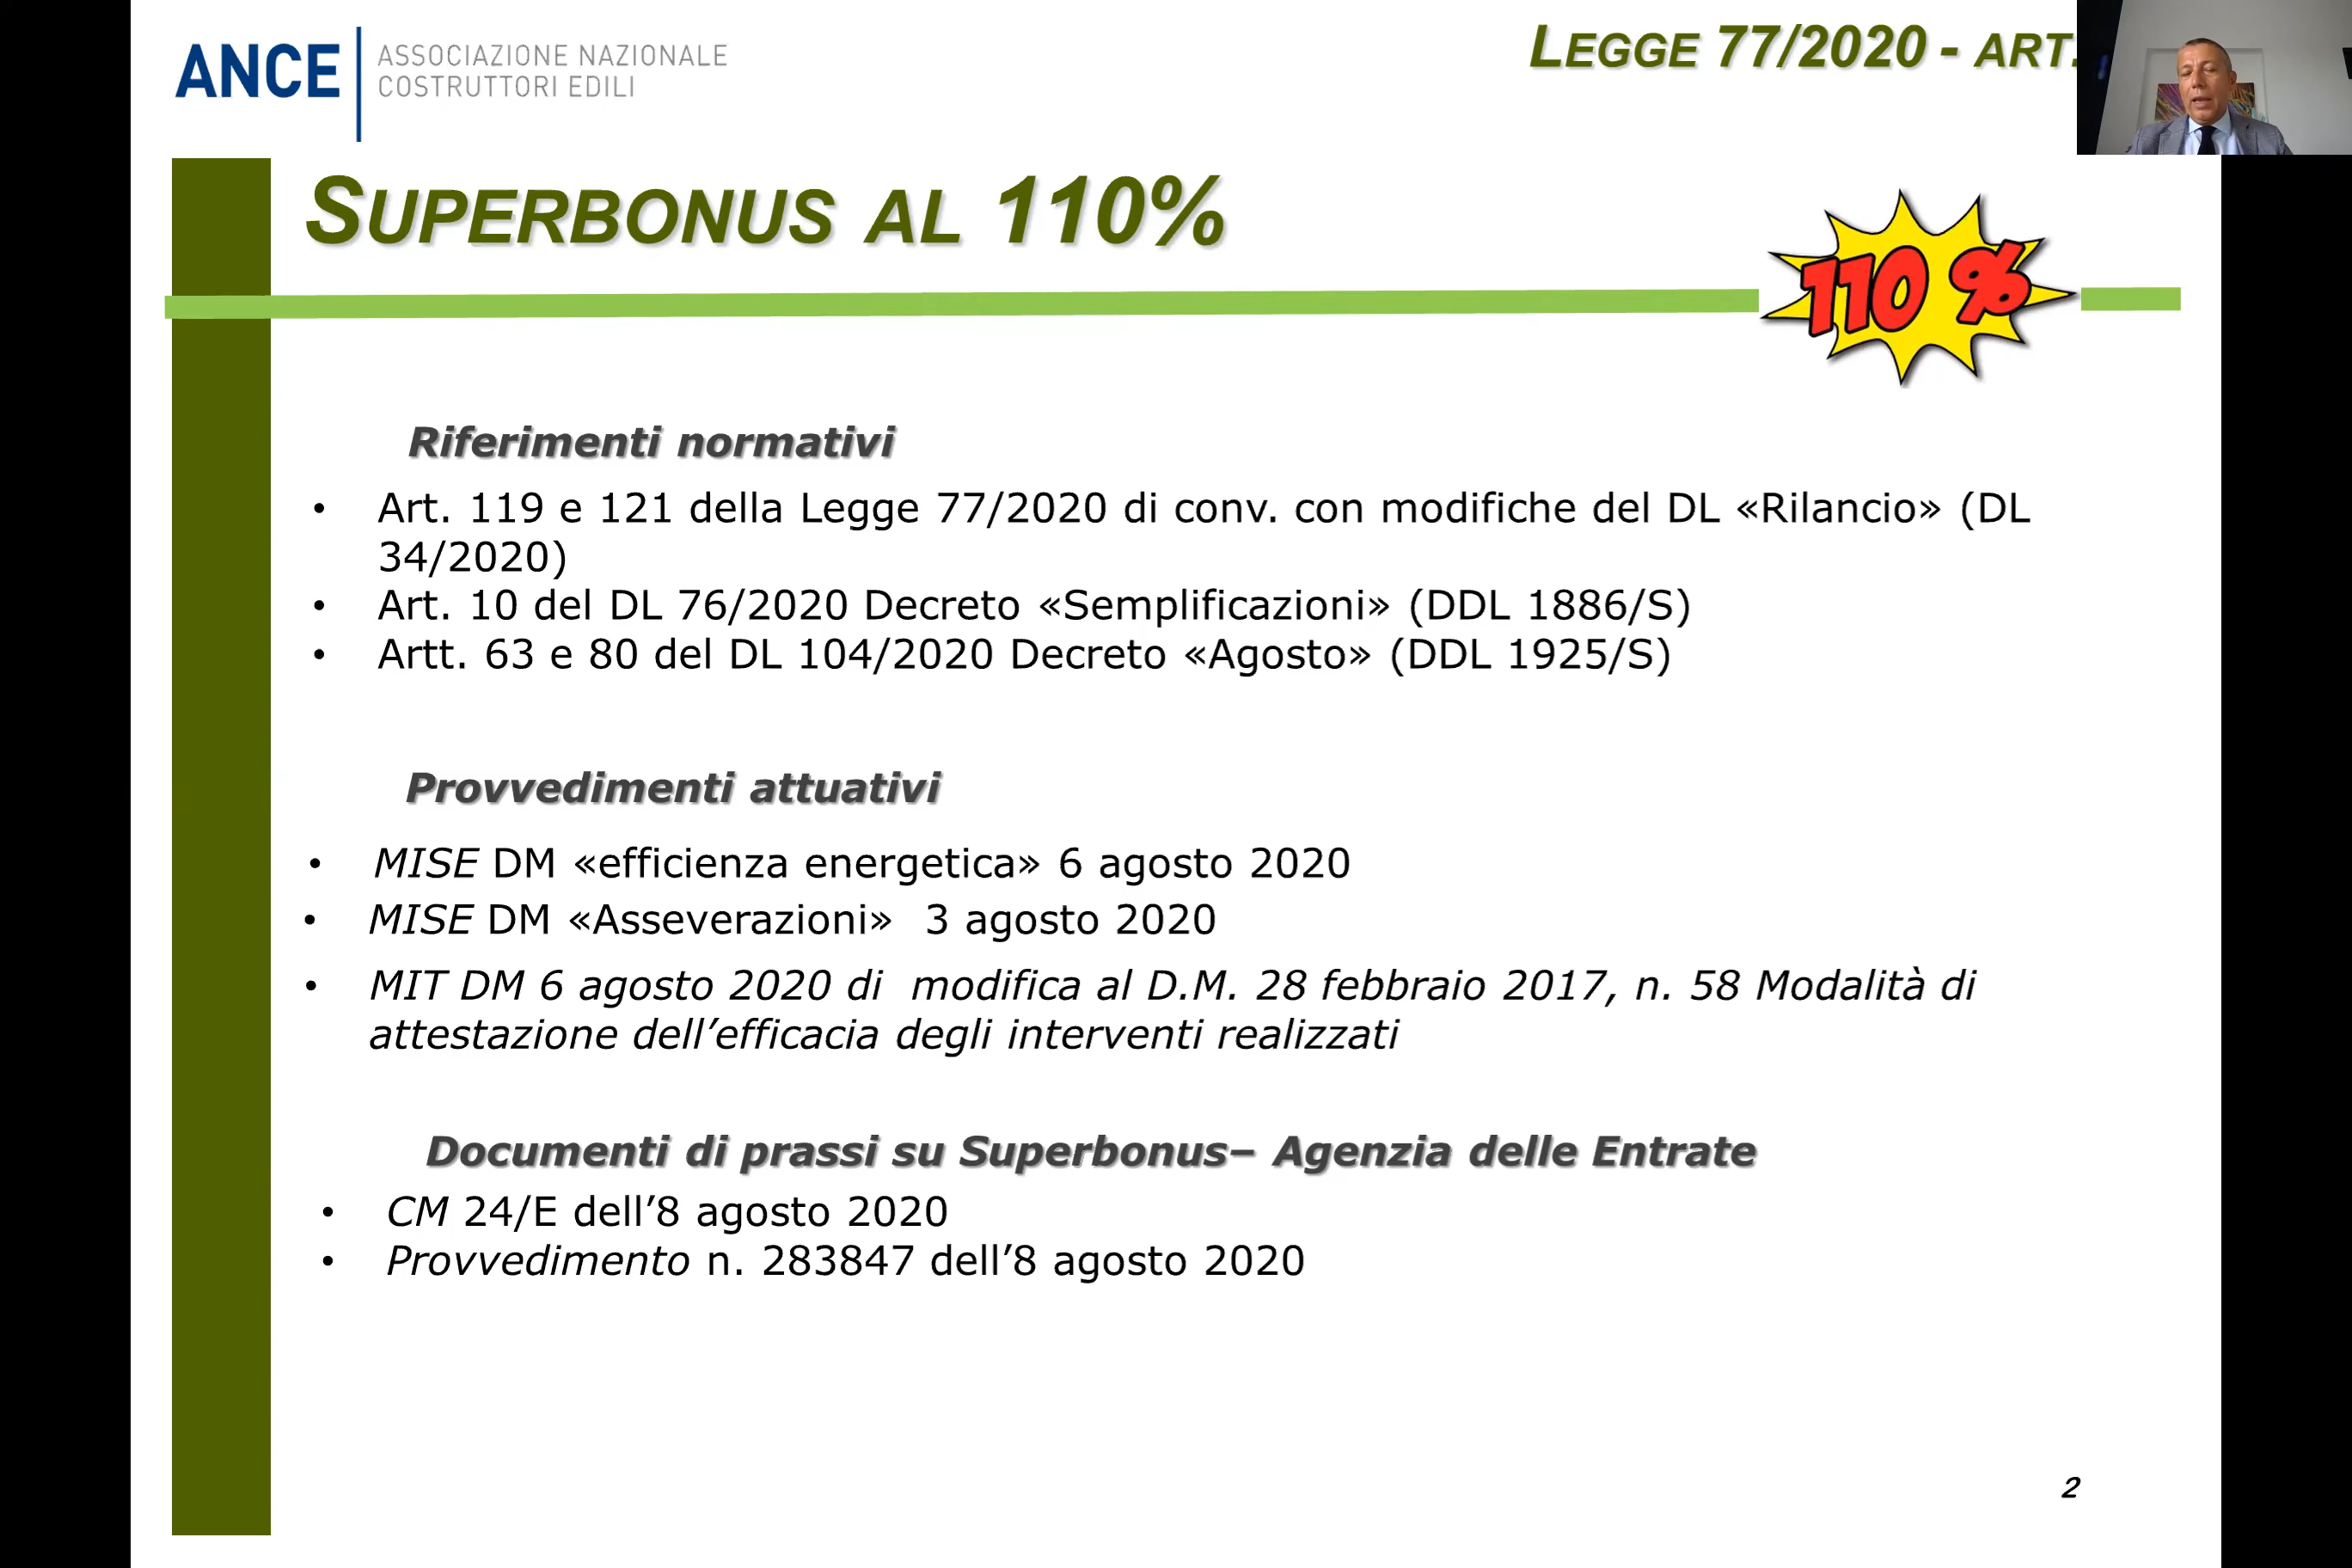 ANCE
ASSOCIAZIONE NAZIONALE
COSTRUTTORI EDILI
LEGGE 77/2020 - ART.
SUPERBONUS AL 110%
110 %
Riferimenti normativi
• Art. 119 e 121 della Legge 77/2020 di conv. con modifiche del DL «Rilancio» (DL
34/2020)
• Art. 10 del DL 76/2020 Decreto «Semplificazioni» (DDL 1886/S)
• Artt. 63 e 80 del DL 104/2020 Decreto «Agosto» (DDL 1925/S)
Provvedimenti attuativi
• MISE DM «efficienza energetica» 6 agosto 2020
• MISE DM «Asseverazioni»  3 agosto 2020
• MIT DM 6 agosto 2020 di  modifica al D.M. 28 febbraio 2017, n. 58 Modalità di
attestazione dell’efficacia degli interventi realizzati
Documenti di prassi su Superbonus– Agenzia delle Entrate
• CM 24/E dell’8 agosto 2020
• Provvedimento n. 283847 dell’8 agosto 2020
2